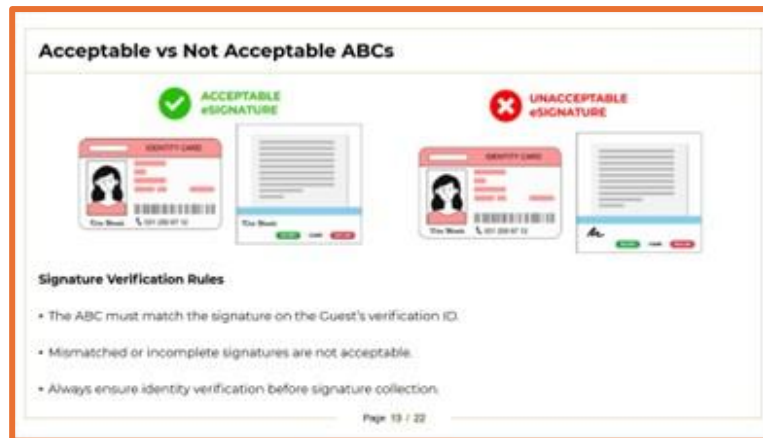 Acceptable vs Not Acceptable ABCs
ACCEPTABLE
eSIGNATURE
UNACCEPTABLE
eSIGNATURE
IDENTITY CARD
IDENTITY CARD
Signature Verification Rules
• The ABC must match the signature on the Guest's verification ID.
• Mismatched or incomplete signatures are not acceptable.
• Always ensure identity verification before signature collection.
Page 13 / 22